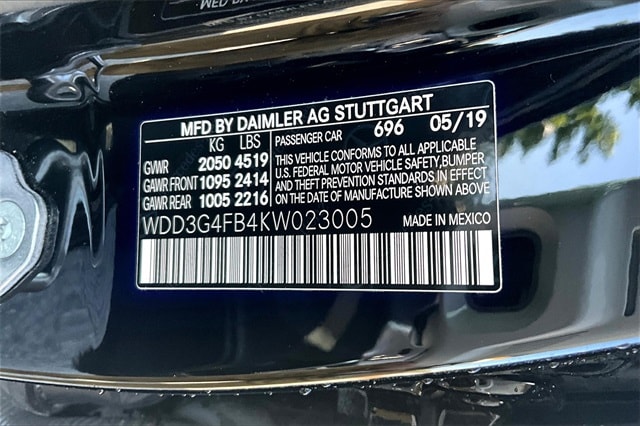 MFD BY DAIMLER AG STUTTGART
KG LBS PASSENGER CAR 696 05/19
GVWR 2050 4519
GAWR FRONT 1095 2414
GAWR REAR 1005 2216
THIS VEHICLE CONFORMS TO ALL APPLICABLE
U.S. FEDERAL MOTOR VEHICLE SAFETY, BUMPER
AND THEFT PREVENTION STANDARDS IN EFFECT
ON THE DATE OF MANUFACTURE SHOWN ABOVE.
WDD3G4FB4KW023005 MADE IN MEXICO